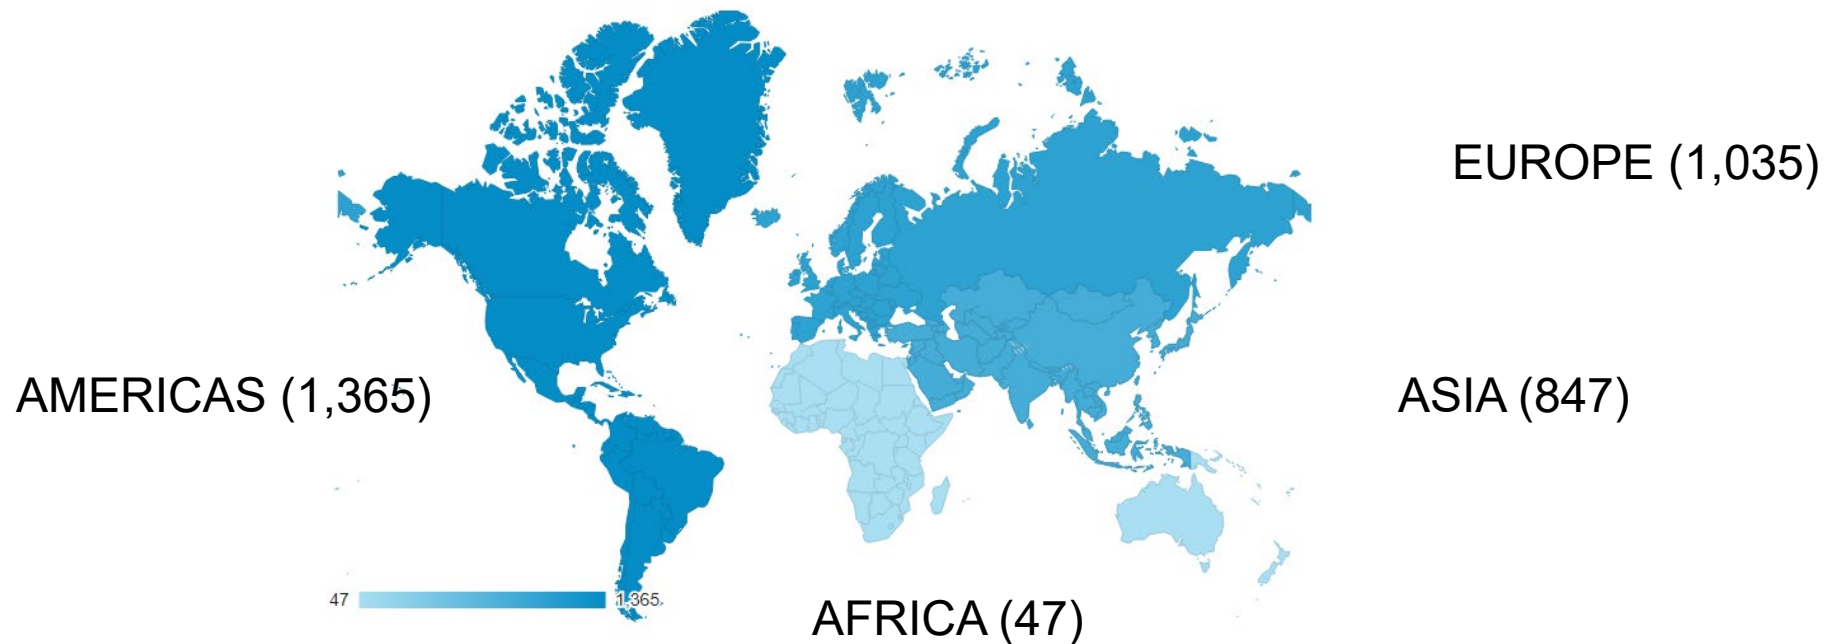 EUROPE (1,035)
AMERICAS (1,365)
ASIA (847)
47
1,365
AFRICA (47)